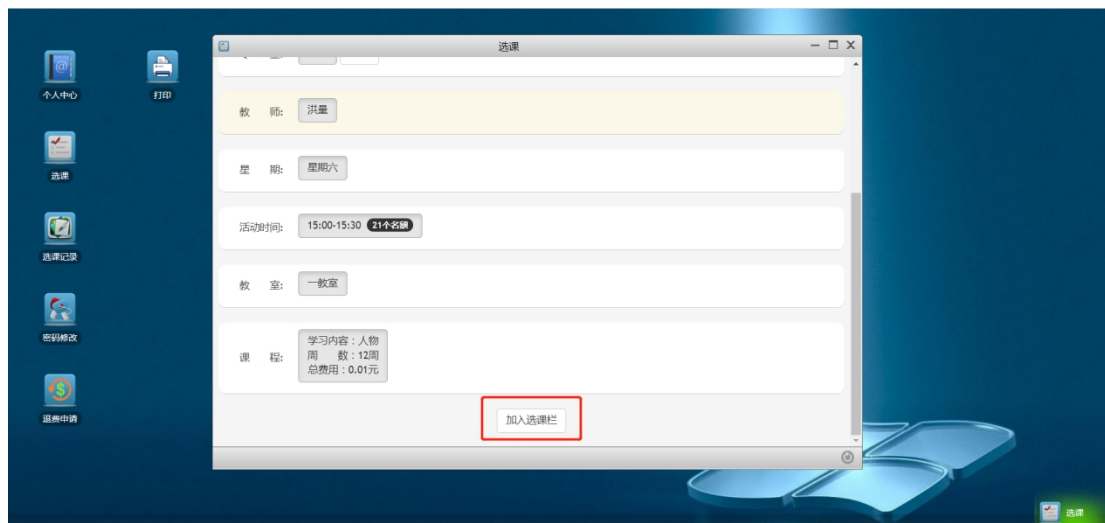 选课
个人中心
打印
教 师: 洪量
选课
星 期: 星期六
活动时间: 15:00-15:30 21个名额
选课记录
教 室: 一教室
密码修改
学习内容：人物
课 程: 周 数：12周
总费用：0.01元
退费申请
加入选课栏
选课